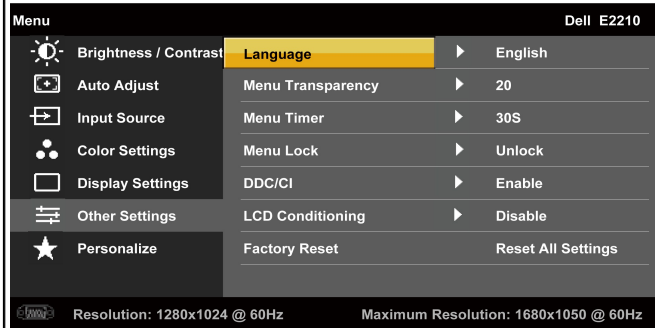 Menu Dell E2210
Brightness / Contrast Language English
Auto Adjust Menu Transparency 20
Input Source Menu Timer 30S
Color Settings Menu Lock Unlock
Display Settings DDC/CI Enable
Other Settings LCD Conditioning Disable
Personalize Factory Reset Reset All Settings
Resolution: 1280x1024 @ 60Hz Maximum Resolution: 1680x1050 @ 60Hz